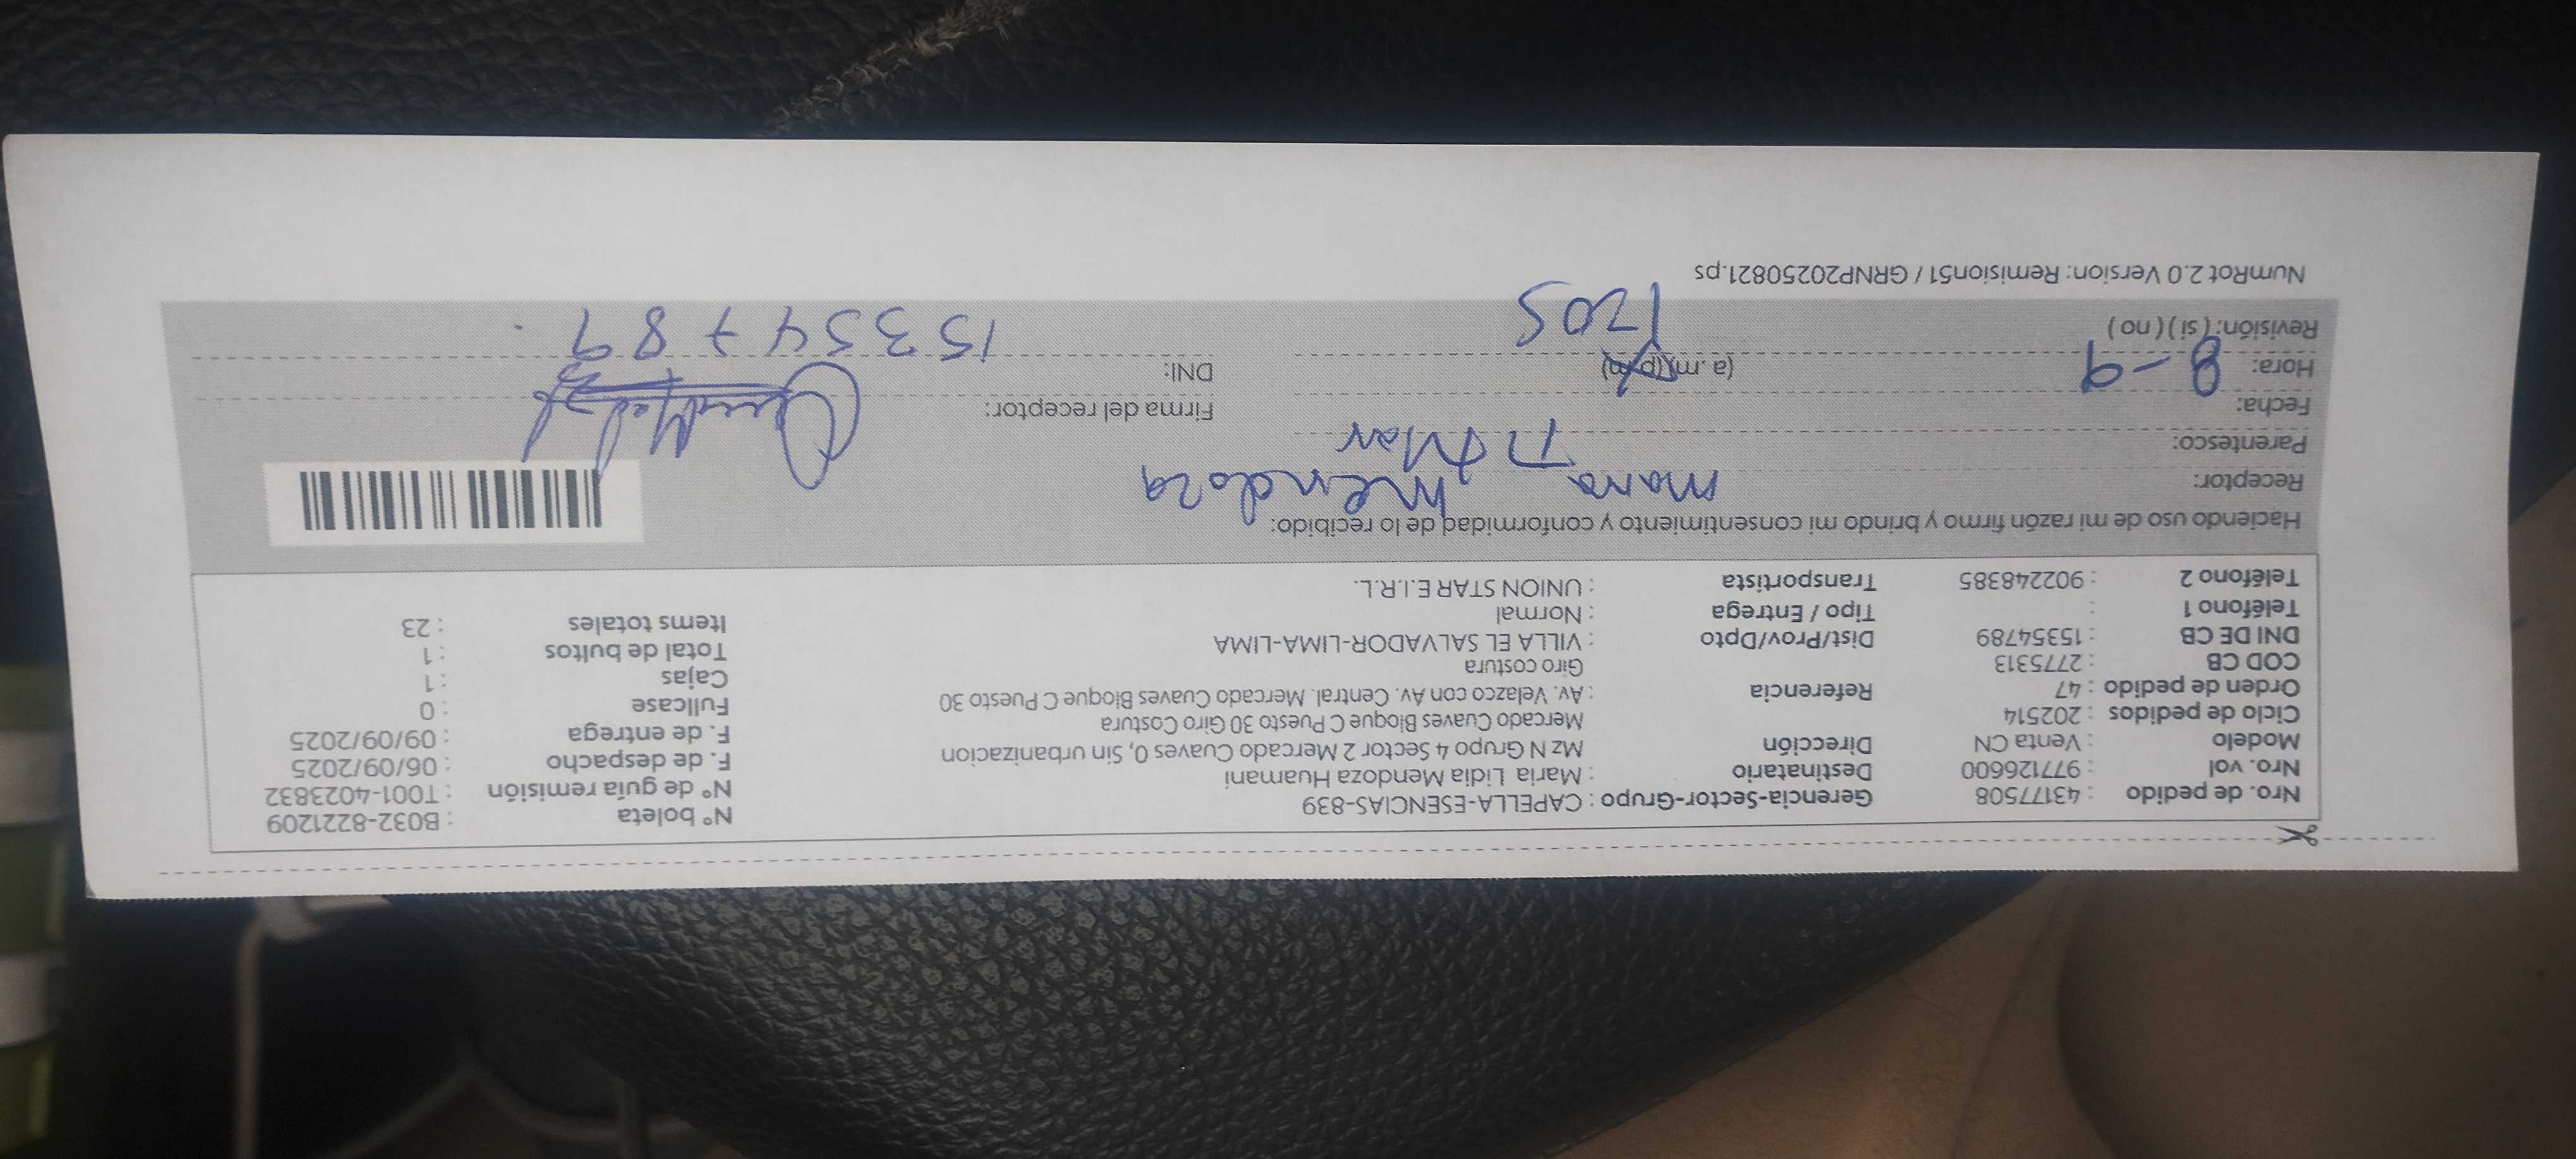 Nro. de pedido : 43177508 Gerencia-Sector-Grupo : CAPELLA-ESENCIAS-839 N° boleta : B032-8221209
Nro. vol : 977126600 Destinatario : Maria Lidia Mendoza Huamani N° de guía remisión : T001-4023832
Modelo : Venta CN Dirección Mz N Grupo 4 Sector 2 Mercado Cuaves 0, Sin urbanizacion F. de despacho : 06/09/2025
Ciclo de pedidos : 202514 Mercado Cuaves Bloque C Puesto 30 Giro Costura F. de entrega : 09/09/2025
Orden de pedido : 47 Referencia : Av. Velazco con Av. Central. Mercado Cuaves Bloque C Puesto 30 Fullcase : 0
COD CB : 2775313 Giro costura Cajas : 1
DNI DE CB : 15354789 Dist/Prov/Dpto : VILLA EL SALVADOR-LIMA-LIMA Total de bultos : 1
Teléfono 1 : Tipo / Entrega : Normal Items totales : 23
Teléfono 2 : 902248385 Transportista : UNION STAR E.I.R.L.
Haciendo uso de mi razón firmo y brindo mi consentimiento y conformidad de lo recibido:
Receptor: Mendoza
Parentesco:
Fecha: 8-9 Firma del receptor:
Hora: (a.m)(p.m) 1205 DNI: 15354789
Revisión: (si) (no)
NumRot 2.0 Version: Remision51 / GRNP20250821.ps